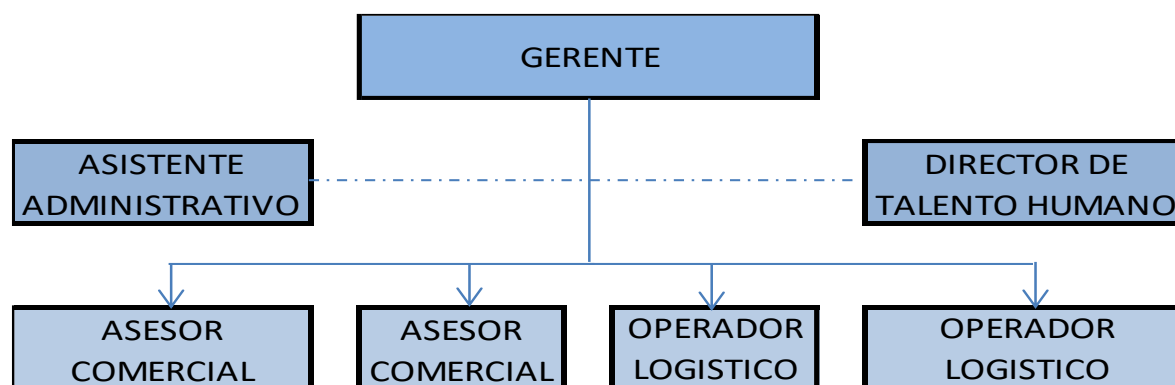 GERENTE
ASISTENTE
ADMINISTRATIVO
DIRECTOR DE
TALENTO HUMANO
ASESOR
COMERCIAL
ASESOR
COMERCIAL
OPERADOR
LOGISTICO
OPERADOR
LOGISTICO